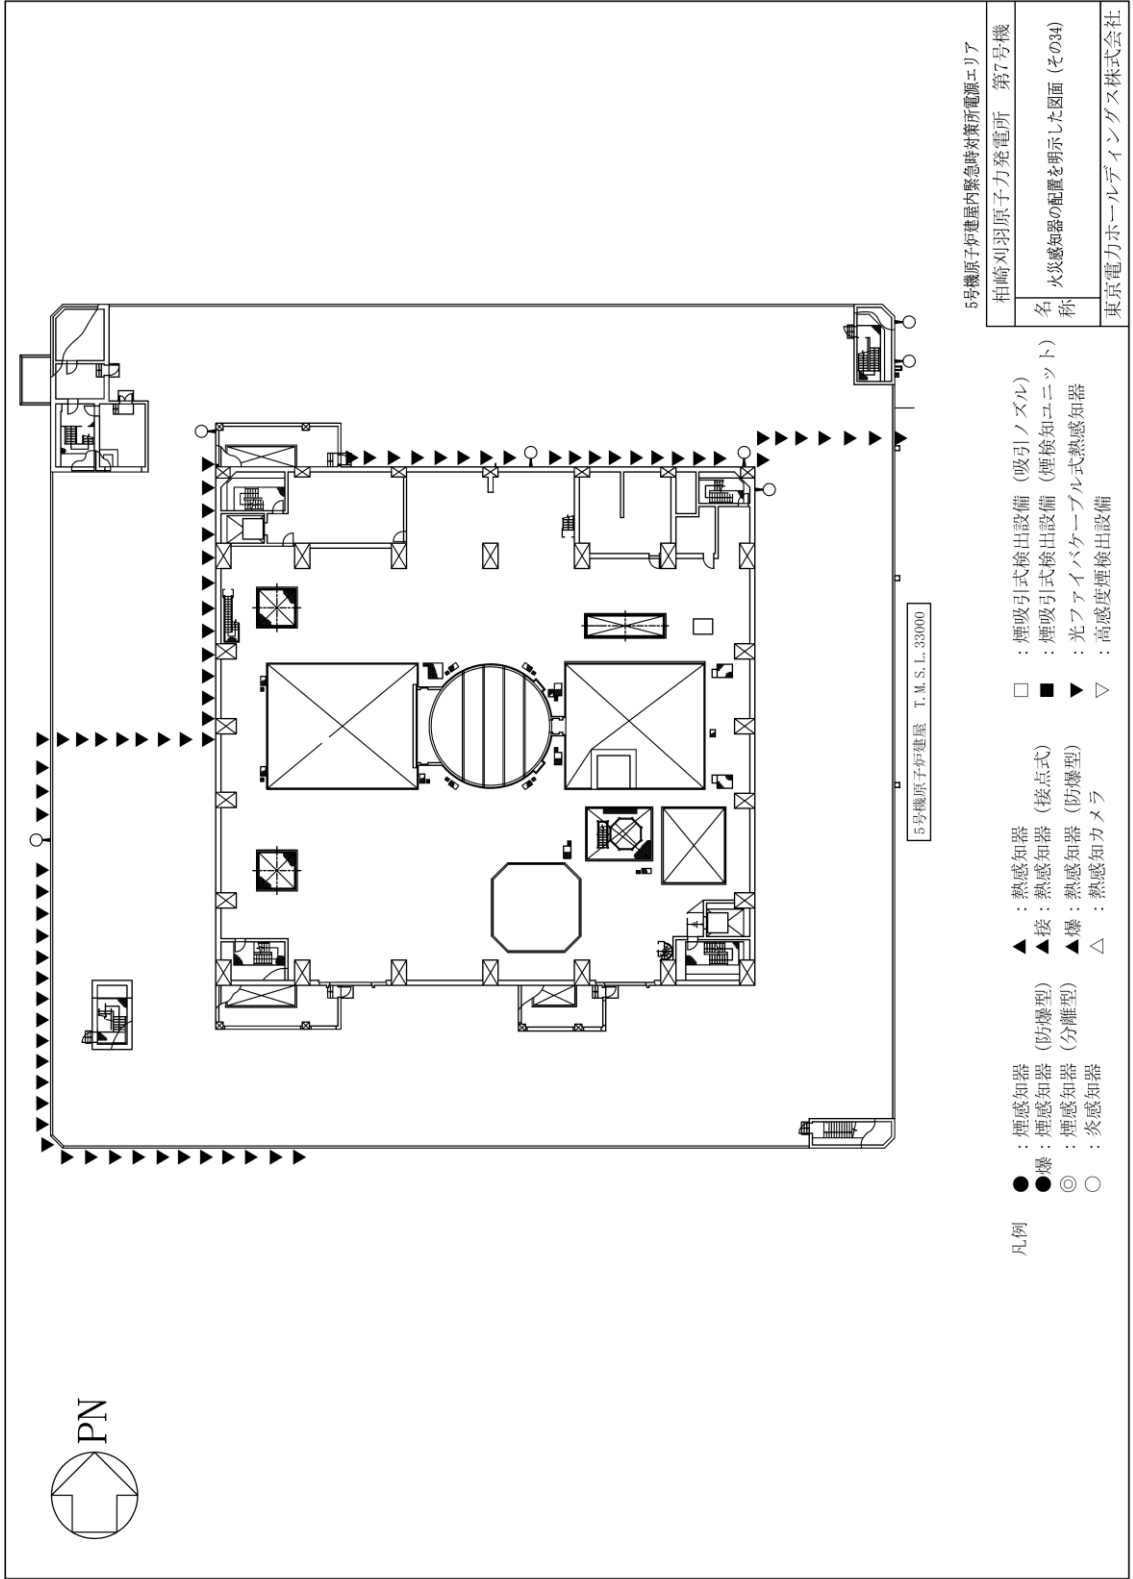 PN
5号機原子炉建屋 T.M.S.L. 33000
凡例
● : 煙感知器
●爆 : 煙感知器 (防爆型)
◎ : 煙感知器 (分離型)
○ : 炎感知器
▲ : 熱感知器
▲接 : 熱感知器 (接点式)
▲爆 : 熱感知器 (防爆型)
△ : 熱感知カメラ
□ : 煙吸引式検出設備 (吸引ノズル)
■ : 煙吸引式検出設備 (煙検知ユニット)
▼ : 光ファイバケーブル式熱感知器
▽ : 高感度煙検出設備
5号機原子炉建屋内緊急時対策所電源エリア
柏崎刈羽原子力発電所 第7号機
名称
火災感知器の配置を明示した図面 (その34)
東京電力ホールディングス株式会社